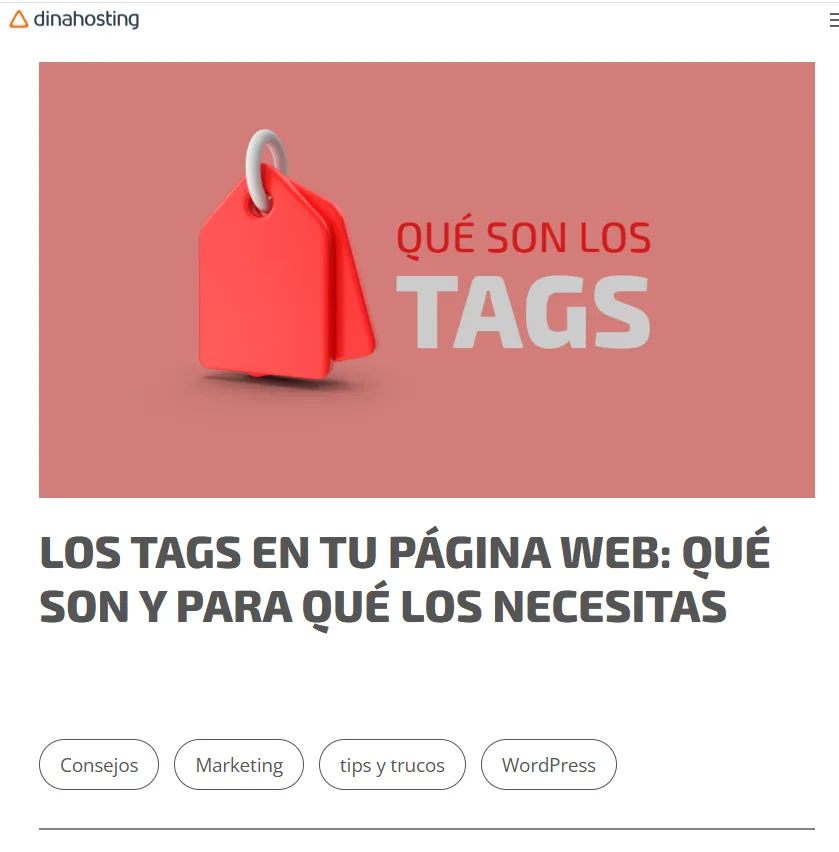 dinahosting
QUÉ SON LOS
TAGS
LOS TAGS EN TU PÁGINA WEB: QUÉ
SON Y PARA QUÉ LOS NECESITAS
Consejos
Marketing
tips y trucos
WordPress